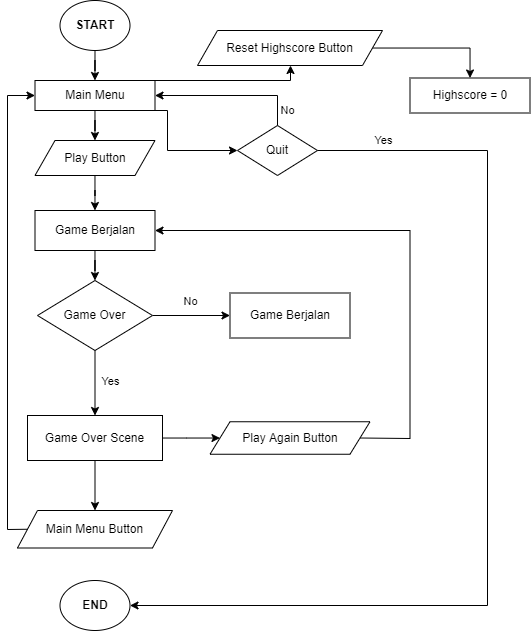 START
Reset Highscore Button
Main Menu
Highscore = 0
No
Quit
Yes
Play Button
Game Berjalan
No
Game Over
Game Berjalan
Yes
Game Over Scene
Play Again Button
Main Menu Button
END